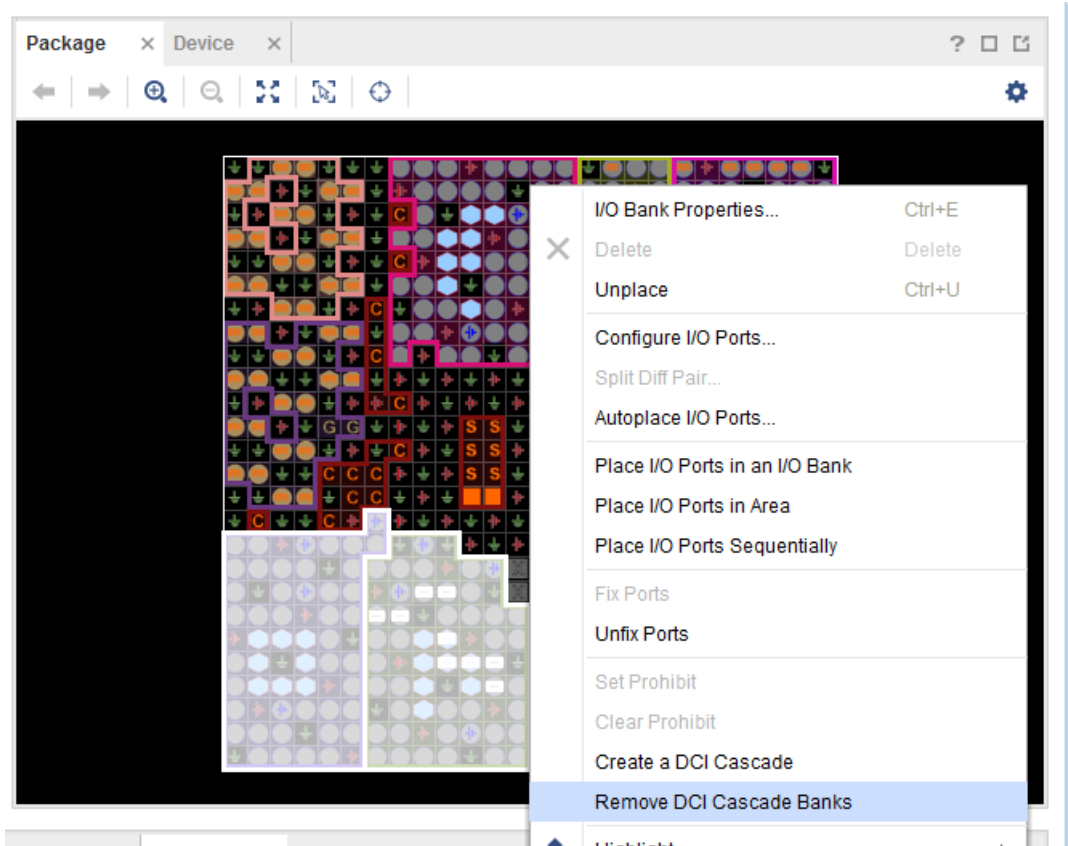 Package Device ?
I/O Bank Properties... Ctrl+E
Delete Delete
Unplace Ctrl+U
Configure I/O Ports...
Split Diff Pair...
Autoplace I/O Ports...
Place I/O Ports in an I/O Bank
Place I/O Ports in Area
Place I/O Ports Sequentially
Fix Ports
Unfix Ports
Set Prohibit
Clear Prohibit
Create a DCI Cascade
Remove DCI Cascade Banks
Highlight
C
C
C
C
C
G G S S
C S S
C C C S S
C C
C C